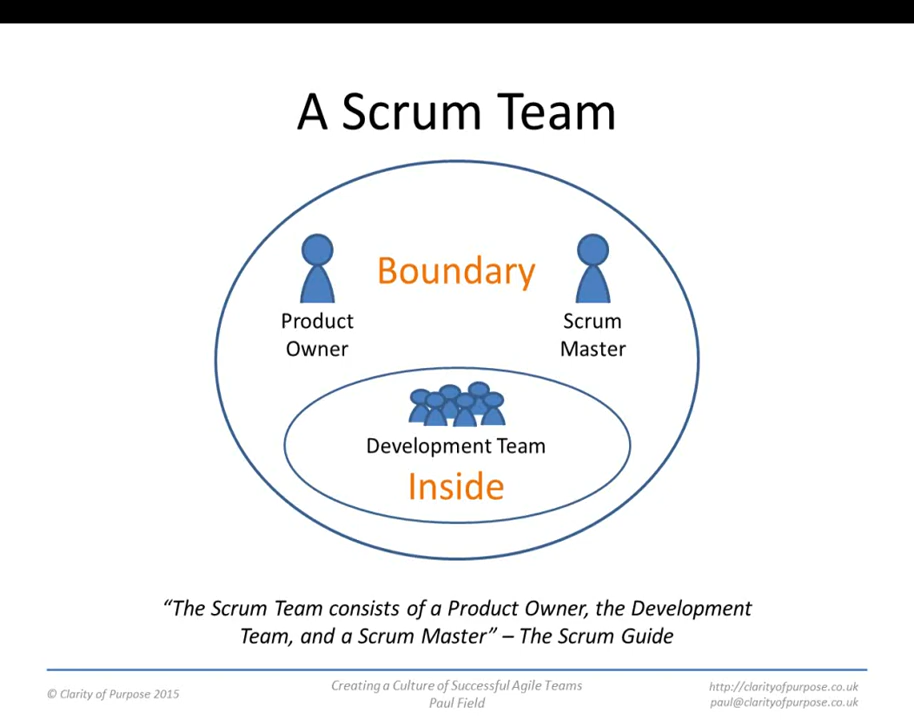 A Scrum Team
Boundary
Product
Owner
Scrum
Master
Development Team
Inside
“The Scrum Team consists of a Product Owner, the Development
Team, and a Scrum Master” – The Scrum Guide
© Clarity of Purpose 2015
Creating a Culture of Successful Agile Teams
Paul Field
http://clarityofpurpose.co.uk
paul@clarityofpurpose.co.uk